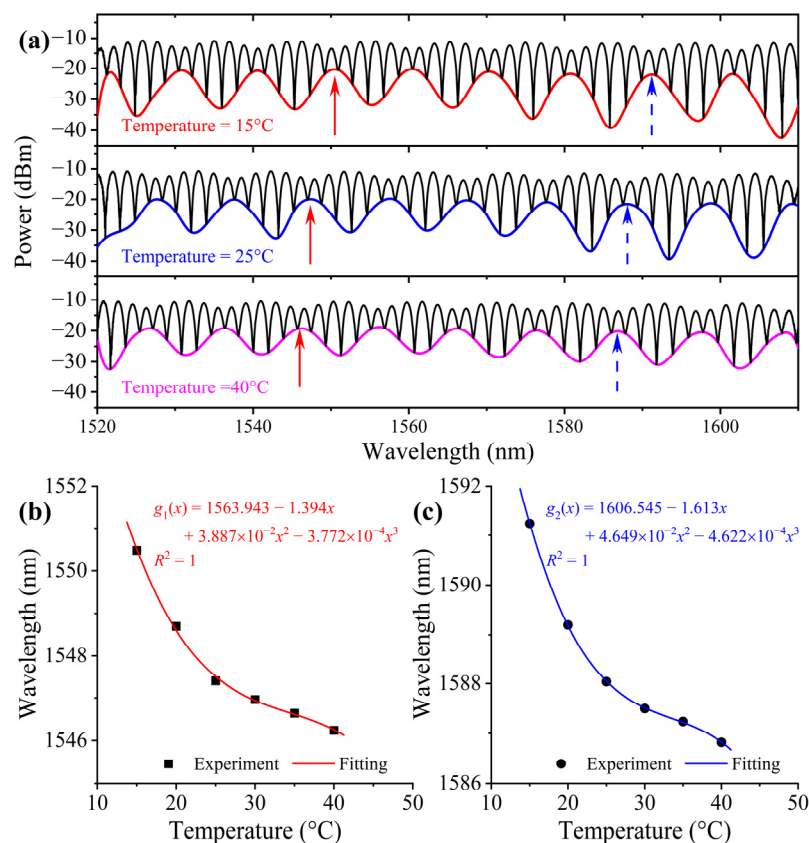 (a)
−10
−20
−30
−40
Temperature = 15°C
−10
−20
−30
−40
Temperature = 25°C
−10
−20
−30
−40
Temperature =40°C
Power (dBm)
1520 1540 1560 1580 1600
Wavelength (nm)
(b)
1552
1550
1548
1546
Wavelength (nm)
g₁(x) = 1563.943 − 1.394x
+ 3.887×10⁻²x² − 3.772×10⁻⁴x³
R² = 1
Experiment Fitting
10 20 30 40 50
Temperature (°C)
(c)
1592
1590
1588
1586
Wavelength (nm)
g₂(x) = 1606.545 − 1.613x
+ 4.649×10⁻²x² − 4.622×10⁻⁴x³
R² = 1
Experiment Fitting
10 20 30 40 50
Temperature (°C)